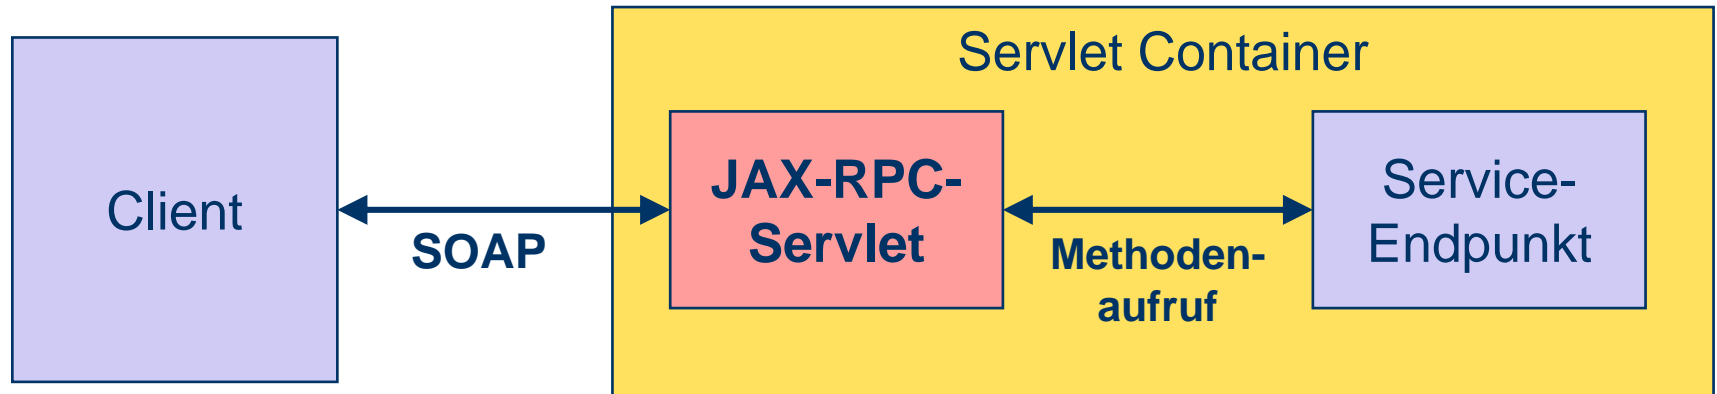 Servlet Container
Client
SOAP
JAX-RPC-
Servlet
Methoden-
aufruf
Service-
Endpunkt